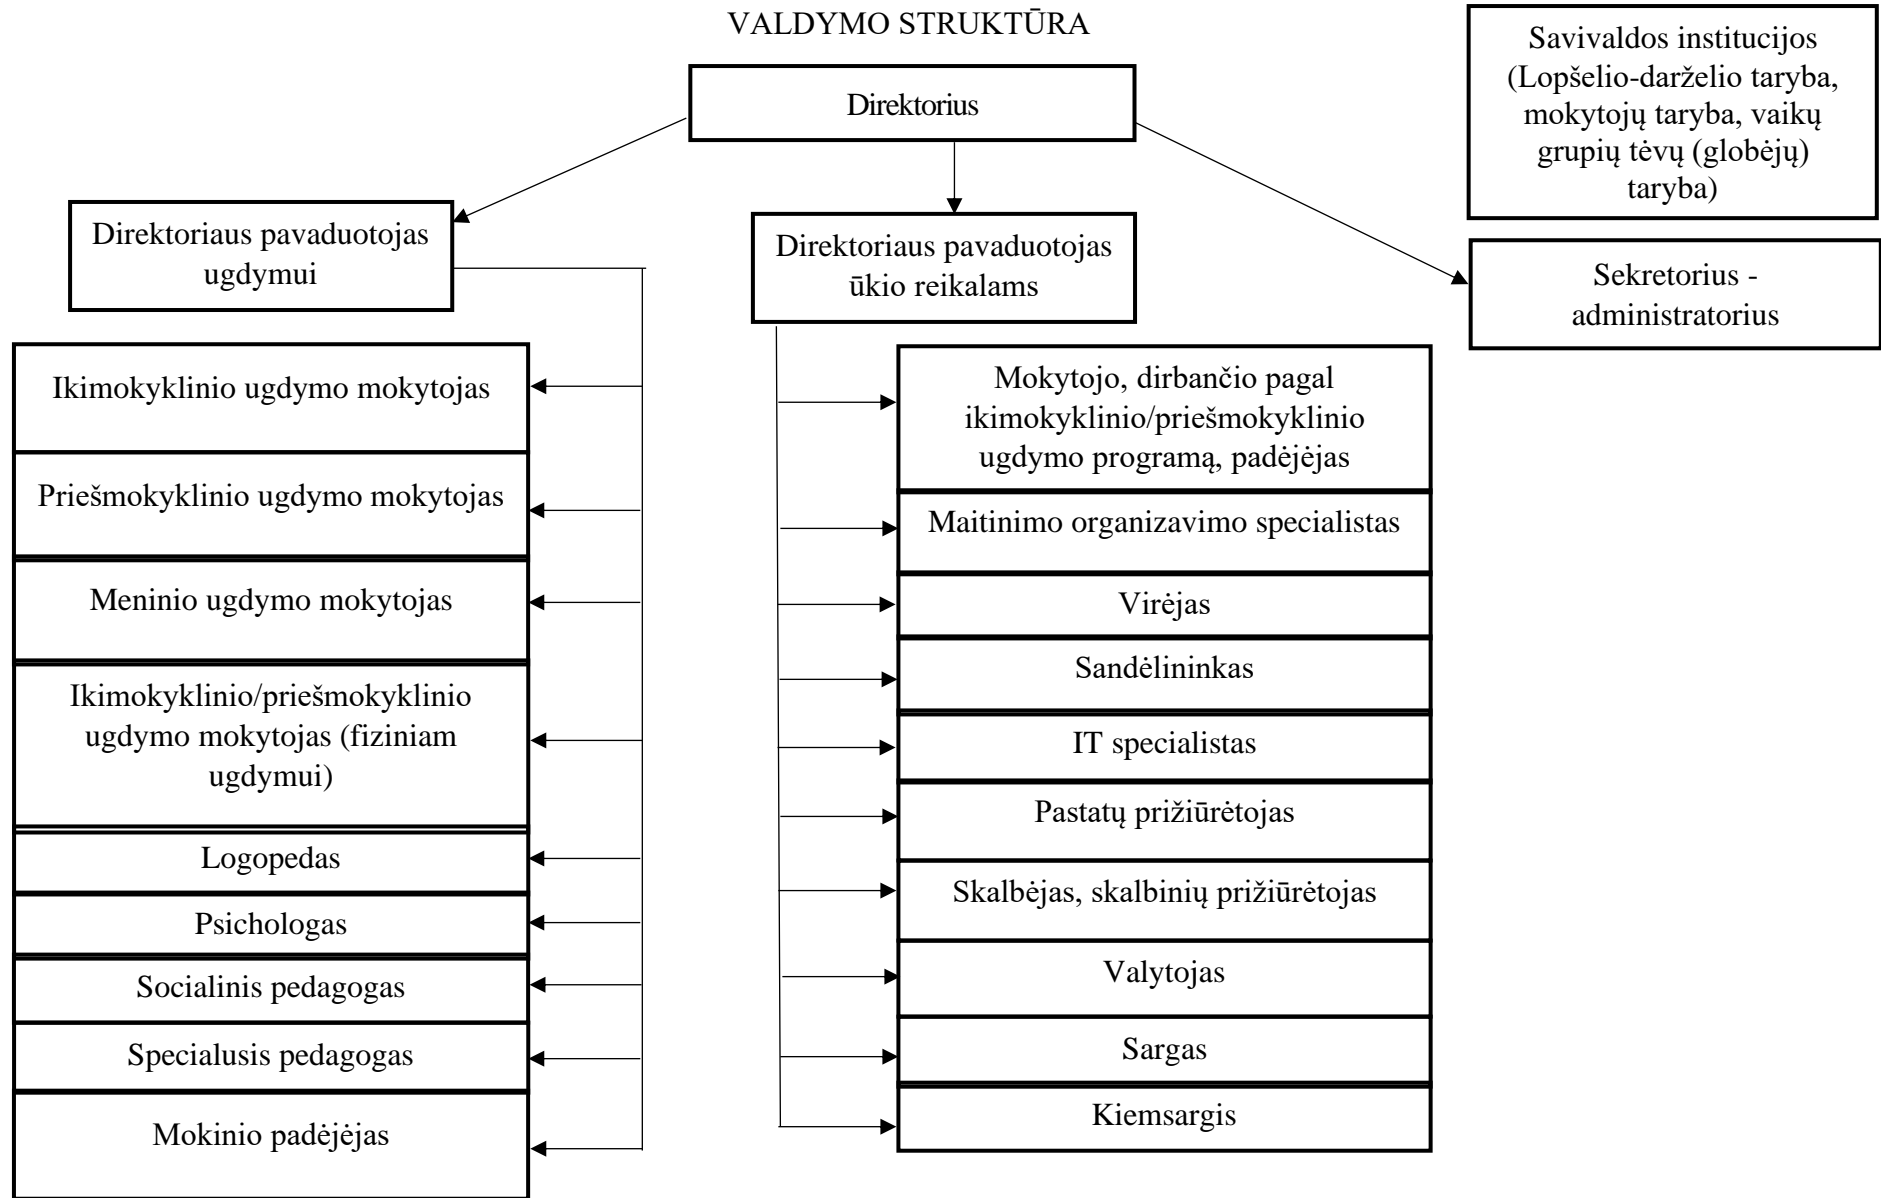 VALDYMO STRUKTŪRA
Direktorius
Savivaldos institucijos
(Lopšelio-darželio taryba,
mokytojų taryba, vaikų
grupių tėvų (globėjų)
taryba)
Direktoriaus pavaduotojas
ugdymui
Direktoriaus pavaduotojas
ūkio reikalams
Sekretorius -
administratorius
Ikimokyklinio ugdymo mokytojas
Priešmokyklinio ugdymo mokytojas
Meninio ugdymo mokytojas
Ikimokyklinio/priešmokyklinio
ugdymo mokytojas (fiziniam
ugdymui)
Logopedas
Psichologas
Socialinis pedagogas
Specialusis pedagogas
Mokinio padėjėjas
Mokytojo, dirbančio pagal
ikimokyklinio/priešmokyklinio
ugdymo programą, padėjėjas
Maitinimo organizavimo specialistas
Virėjas
Sandėlininkas
IT specialistas
Pastatų prižiūrėtojas
Skalbėjas, skalbinių prižiūrėtojas
Valytojas
Sargas
Kiemsargis